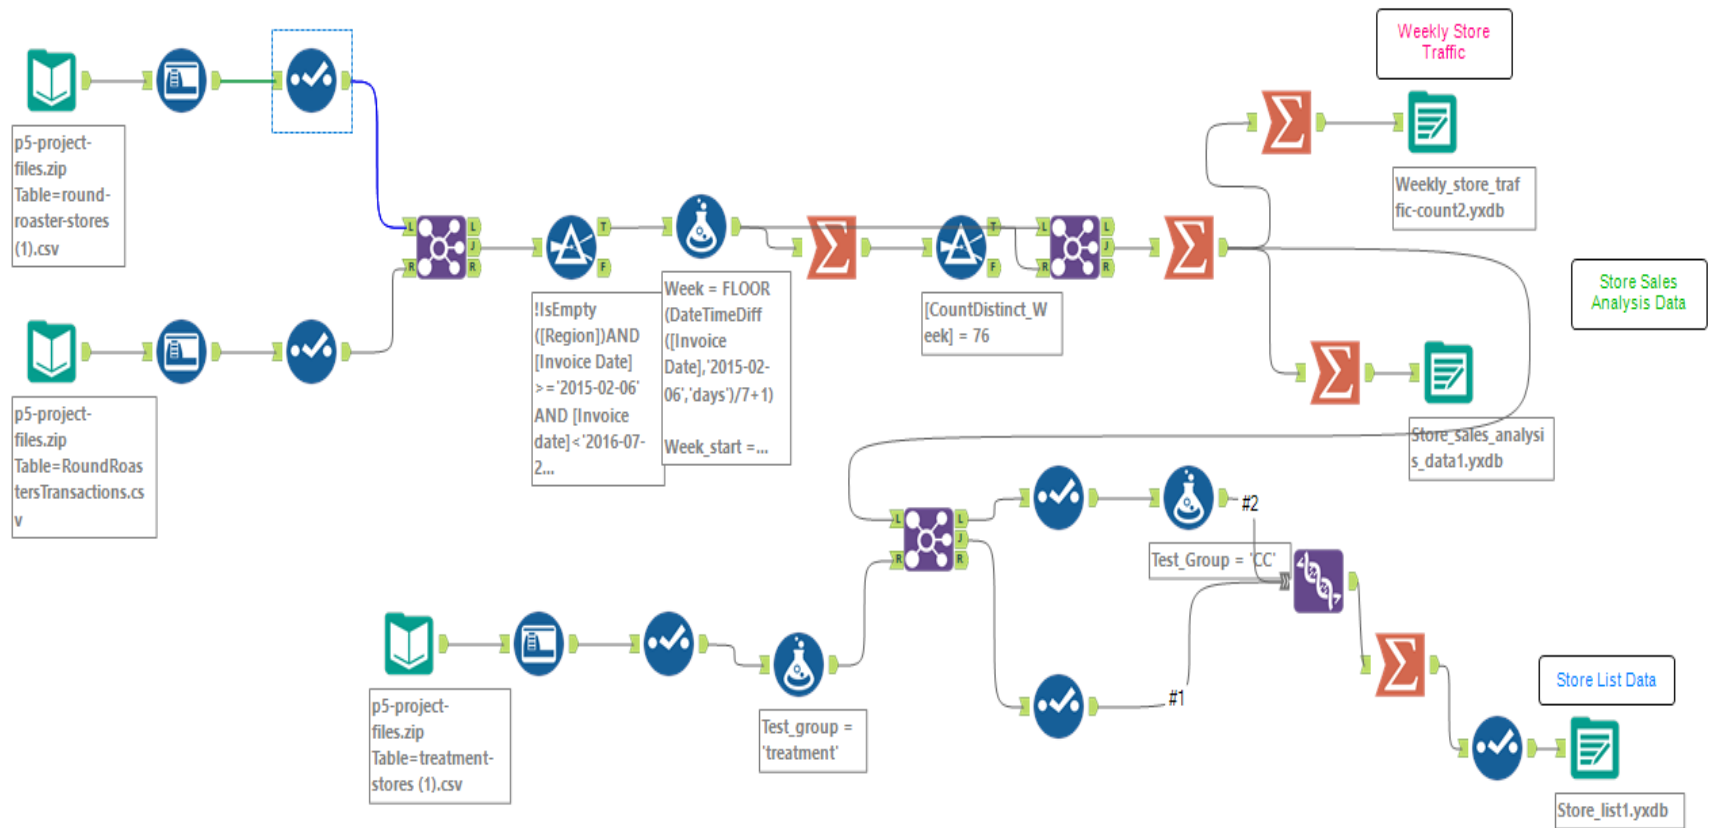 Weekly Store
Traffic
p5-project-
files.zip
Table=round-
roaster-stores
(1).csv
Weekly_store_traf
fic-count2.yxdb
L
R
L
J
R
T
F
T
F
L
R
L
J
R
!IsEmpty
([Region])AND
[Invoice Date]
>='2015-02-06'
AND [Invoice
date]<'2016-07-
2...
Week = FLOOR
(DateTimeDiff
([Invoice
Date],'2015-02-
06','days')/7+1)
Week_start =...
[CountDistinct_W
eek] = 76
Store Sales
Analysis Data
p5-project-
files.zip
Table=RoundRoas
tersTransactions.cs
v
Store_sales_analysi
s_data1.yxdb
L
R
L
J
R
#2
Test_Group = 'CC'
#1
p5-project-
files.zip
Table=treatment-
stores (1).csv
Test_group =
'treatment'
Store List Data
Store_list1.yxdb